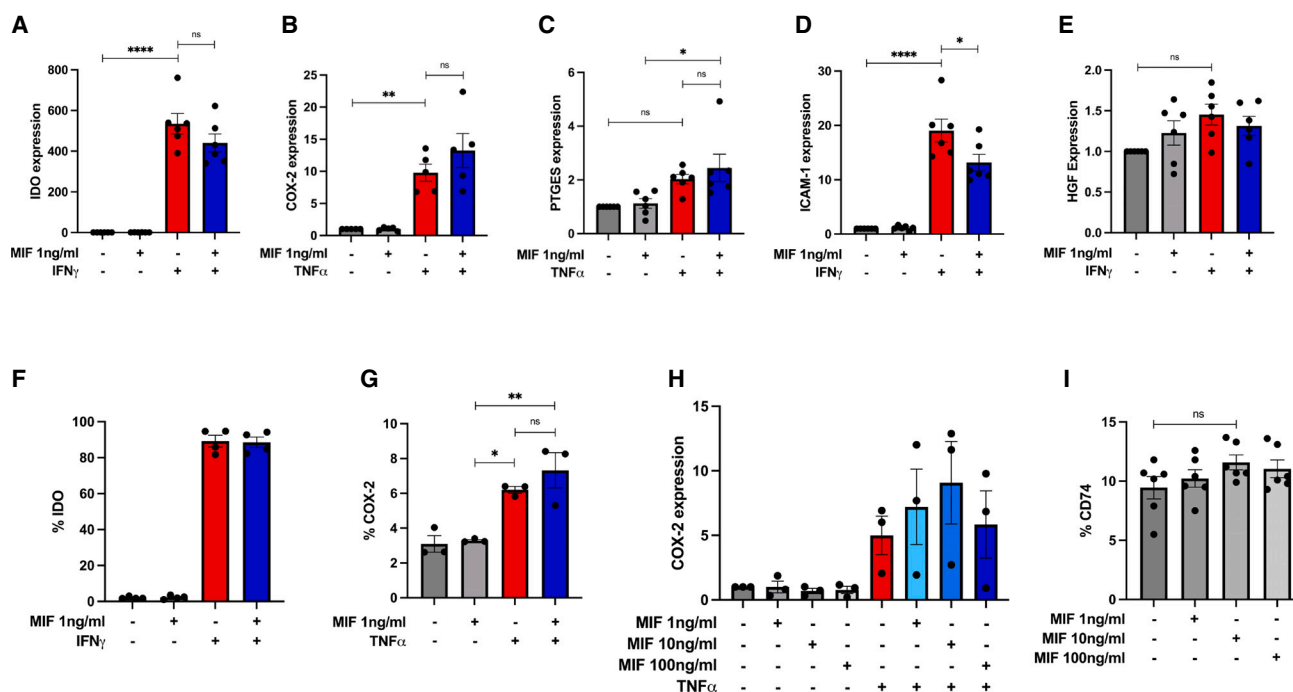 A
IDO expression
800
600
400
200
0
****
ns
MIF 1ng/ml - + - +
IFNγ - - + +
B
COX-2 expression
25
20
15
10
5
0
**
ns
MIF 1ng/ml - + - +
TNFα - - + +
C
PTGES expression
6
4
2
0
*
ns
ns
MIF 1ng/ml - + - +
TNFα - - + +
D
ICAM-1 expression
30
20
10
0
****
*
MIF 1ng/ml - + - +
IFNγ - - + +
E
HGF Expression
2.0
1.5
1.0
0.5
0.0
ns
MIF 1ng/ml - + - +
IFNγ - - + +
F
% IDO
100
80
60
40
20
0
MIF 1ng/ml - + - +
IFNγ - - + +
G
% COX-2
10
8
6
4
2
0
**
ns
*
MIF 1ng/ml - + - +
TNFα - - + +
H
COX-2 expression
15
10
5
0
MIF 1ng/ml - + - - - + - -
MIF 10ng/ml - - + - - - + -
MIF 100ng/ml - - - + - - - +
TNFα - - - - + + + +
I
% CD74
15
10
5
0
ns
MIF 1ng/ml - + - -
MIF 10ng/ml - - + -
MIF 100ng/ml - - - +